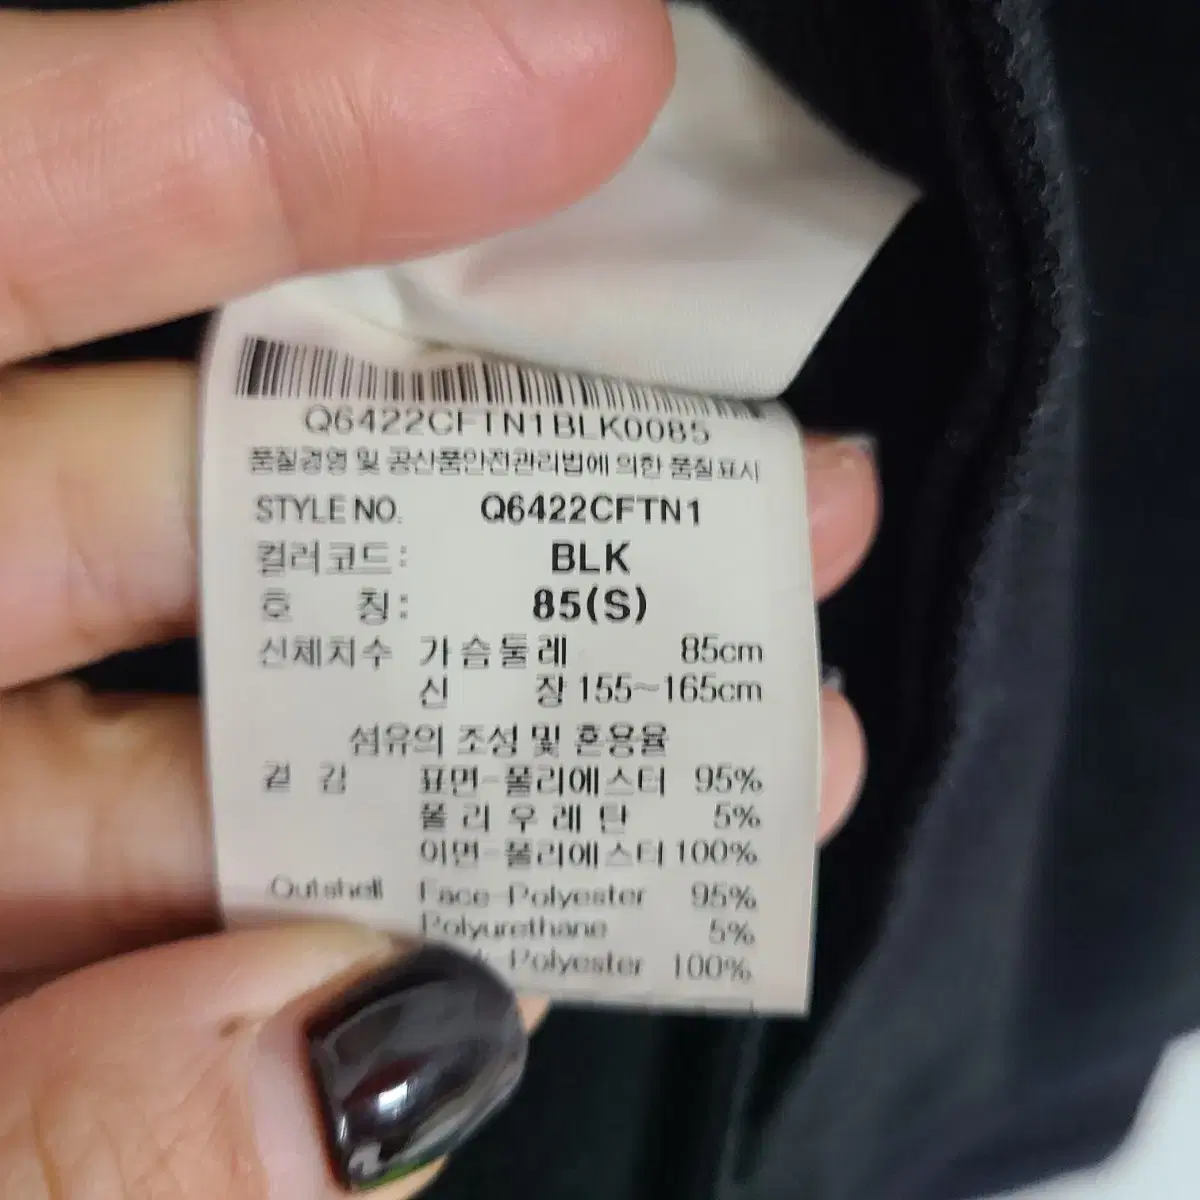 Q6422CFTN1BLK0085
품질경영 및 공산품안전관리법에 의한 품질표시
STYLE NO. Q6422CFTN1
컬러코드: BLK
호 칭: 85(S)
신체치수 가슴둘레 85cm
신 장 155~165cm
섬유의 조성 및 혼용율
겉 감 표면-폴리에스터 95%
폴리우레탄 5%
이면-폴리에스터 100%
Outshell Face-Polyester 95%
Polyurethane 5%
-Polyester 100%